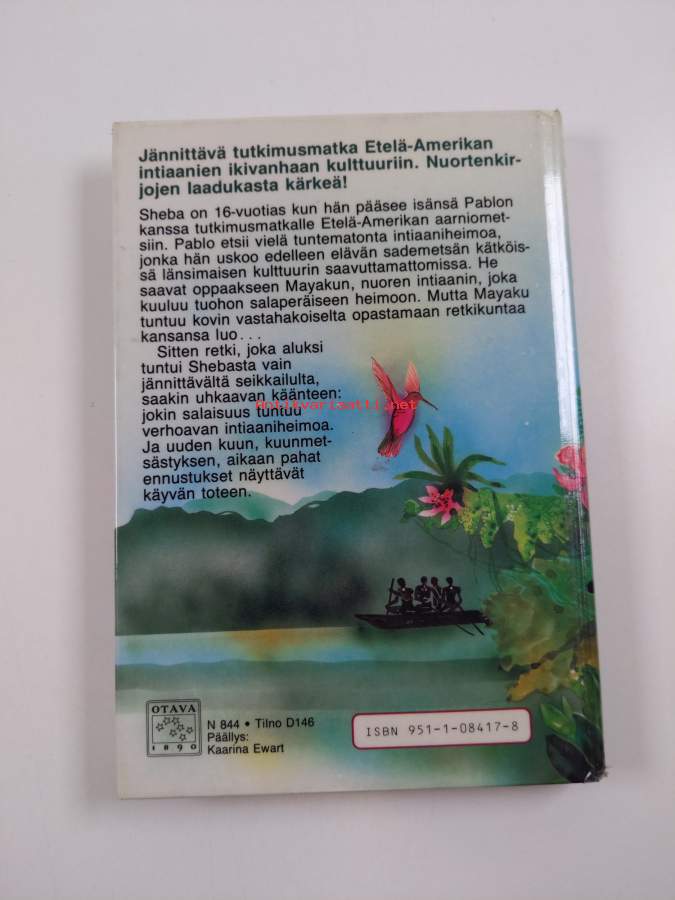 Jännittävä tutkimusmatka Etelä-Amerikan
intiaanien ikivanhaan kulttuuriin. Nuortenkir-
jojen laadukasta kärkeä!
Sheba on 16-vuotias kun hän pääsee isänsä Pablon
kanssa tutkimusmatkalle Etelä-Amerikan aarniomet-
siin. Pablo etsii vielä tuntematonta intiaaniheimoa,
jonka hän uskoo edelleen elävän sademetsän kätköis-
sä länsimaisen kulttuurin saavuttamattomissa. He
saavat oppaakseen Mayakun, nuoren intiaanin, joka
kuuluu tuohon salaperäiseen heimoon. Mutta Mayaku
tuntuu kovin vastahakoiselta opastamaan retkikuntaa
kansansa luo...
Sitten retki, joka aluksi
tuntui Shebasta vain
jännittävältä seikkailulta,
saakin uhkaavan käänteen:
jokin salaisuus tuntuu
verhoavan intiaaniheimoa.
Ja uuden kuun, kuunmet-
sästyksen, aikaan pahat
ennustukset näyttävät
käyvän toteen.
Antikvariaatti.net
OTAVA
1890
N 844 • Tilno D146
Päällys:
Kaarina Ewart
ISBN 951-1-08417-8